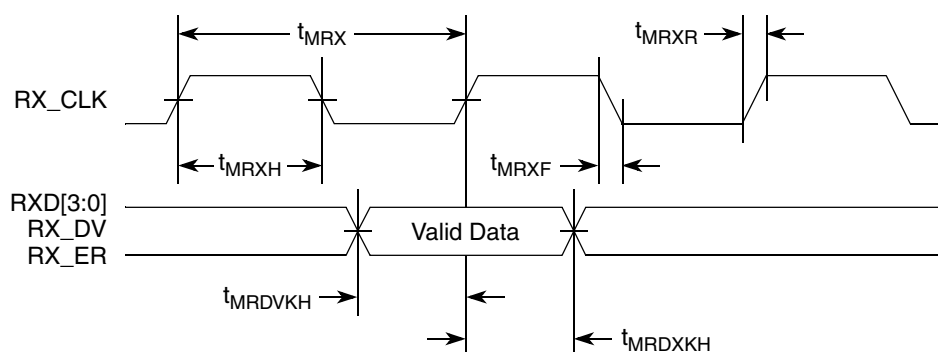 tMRX
tMRXR
RX_CLK
tMRXH
tMRXF
RXD[3:0]
RX_DV
Valid Data
RX_ER
tMRDVKH
tMRDXKH